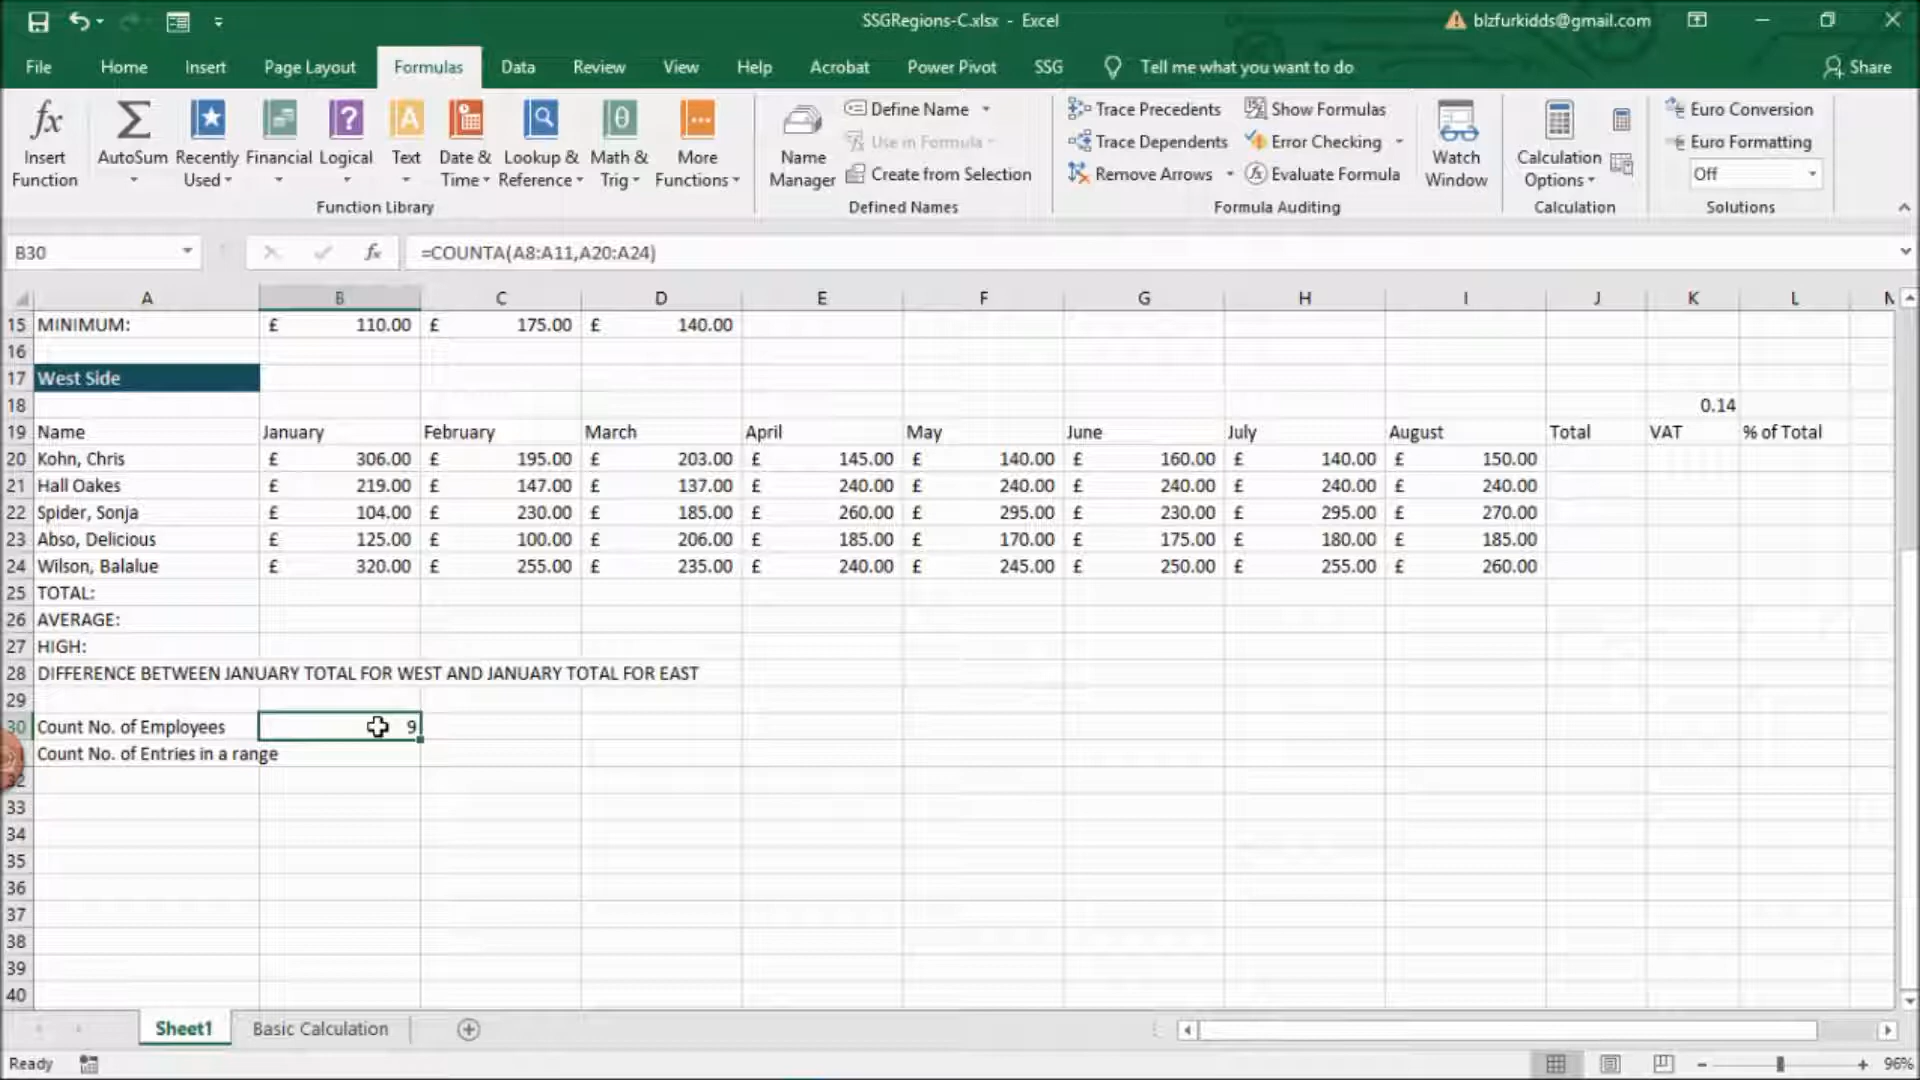 SSGRegions-C.xlsx - Excel
blzfurkidds@gmail.com
File Home Insert Page Layout Formulas Data Review View Help Acrobat Power Pivot SSG Tell me what you want to do Share
Insert Function
AutoSum
Recently Used
Financial
Logical
Text
Date & Time
Lookup & Reference
Math & Trig
More Functions
Function Library
Name Manager
Define Name
Use in Formula
Create from Selection
Defined Names
Trace Precedents
Trace Dependents
Remove Arrows
Show Formulas
Error Checking
Evaluate Formula
Formula Auditing
Watch Window
Calculation Options
Calculation
Euro Conversion
Euro Formatting
Off
Solutions
B30 fx =COUNTA(A8:A11,A20:A24)
A B C D E F G H I J K L
15 MINIMUM: £ 110.00 £ 175.00 £ 140.00
16
17 West Side
18 0.14
19 Name January February March April May June July August Total VAT % of Total
20 Kohn, Chris £ 306.00 £ 195.00 £ 203.00 £ 145.00 £ 140.00 £ 160.00 £ 140.00 £ 150.00
21 Hall Oakes £ 219.00 £ 147.00 £ 137.00 £ 240.00 £ 240.00 £ 240.00 £ 240.00 £ 240.00
22 Spider, Sonja £ 104.00 £ 230.00 £ 185.00 £ 260.00 £ 295.00 £ 230.00 £ 295.00 £ 270.00
23 Abso, Delicious £ 125.00 £ 100.00 £ 206.00 £ 185.00 £ 170.00 £ 175.00 £ 180.00 £ 185.00
24 Wilson, Balalue £ 320.00 £ 255.00 £ 235.00 £ 240.00 £ 245.00 £ 250.00 £ 255.00 £ 260.00
25 TOTAL:
26 AVERAGE:
27 HIGH:
28 DIFFERENCE BETWEEN JANUARY TOTAL FOR WEST AND JANUARY TOTAL FOR EAST
29
30 Count No. of Employees 9
Count No. of Entries in a range
32
33
34
35
36
37
38
39
40
Sheet1 Basic Calculation
Ready 96%